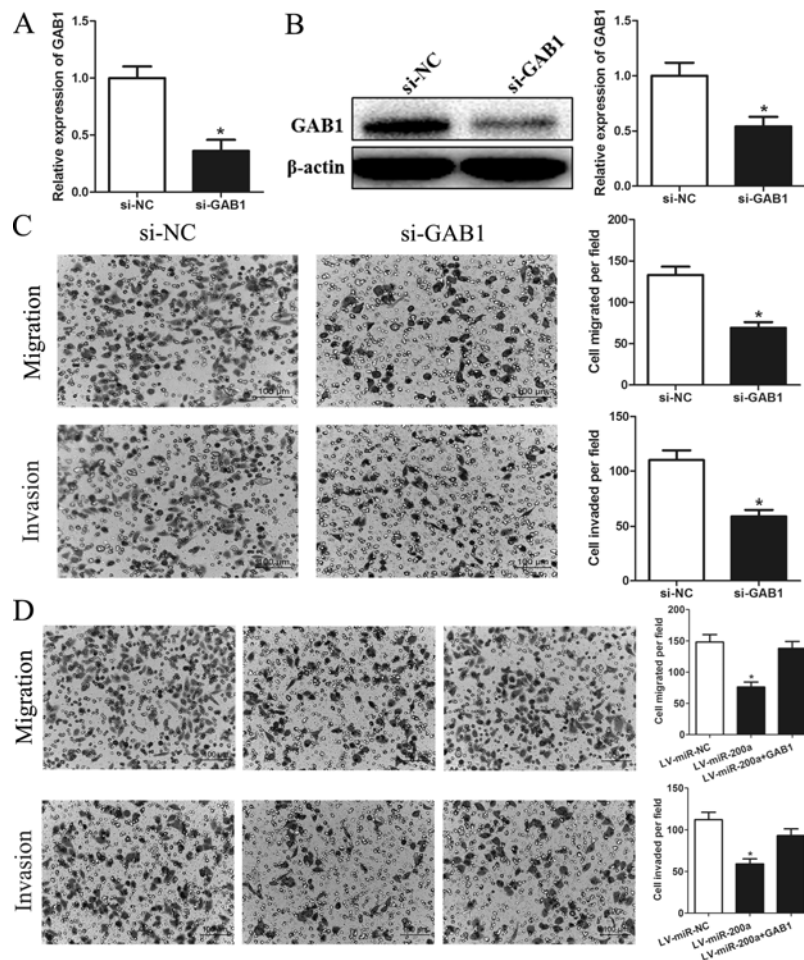 A
Relative expression of GAB1
1.5
1.0
0.5
0.0
*
si-NC
si-GAB1
B
si-NC
si-GAB1
GAB1
β-actin
Relative expression of GAB1
1.5
1.0
0.5
0.0
*
si-NC
si-GAB1
C
si-NC
si-GAB1
Migration
100 μm
100 μm
Cell migrated per field
200
150
100
50
0
*
si-NC
si-GAB1
Invasion
100 μm
100 μm
Cell invaded per field
150
100
50
0
*
si-NC
si-GAB1
D
Migration
Cell migrated per field
200
150
100
50
0
*
LV-miR-NC
LV-miR-200a
LV-miR-200a+GAB1
Invasion
100 μm
100 μm
Cell invaded per field
150
100
50
0
*
LV-miR-NC
LV-miR-200a
LV-miR-200a+GAB1